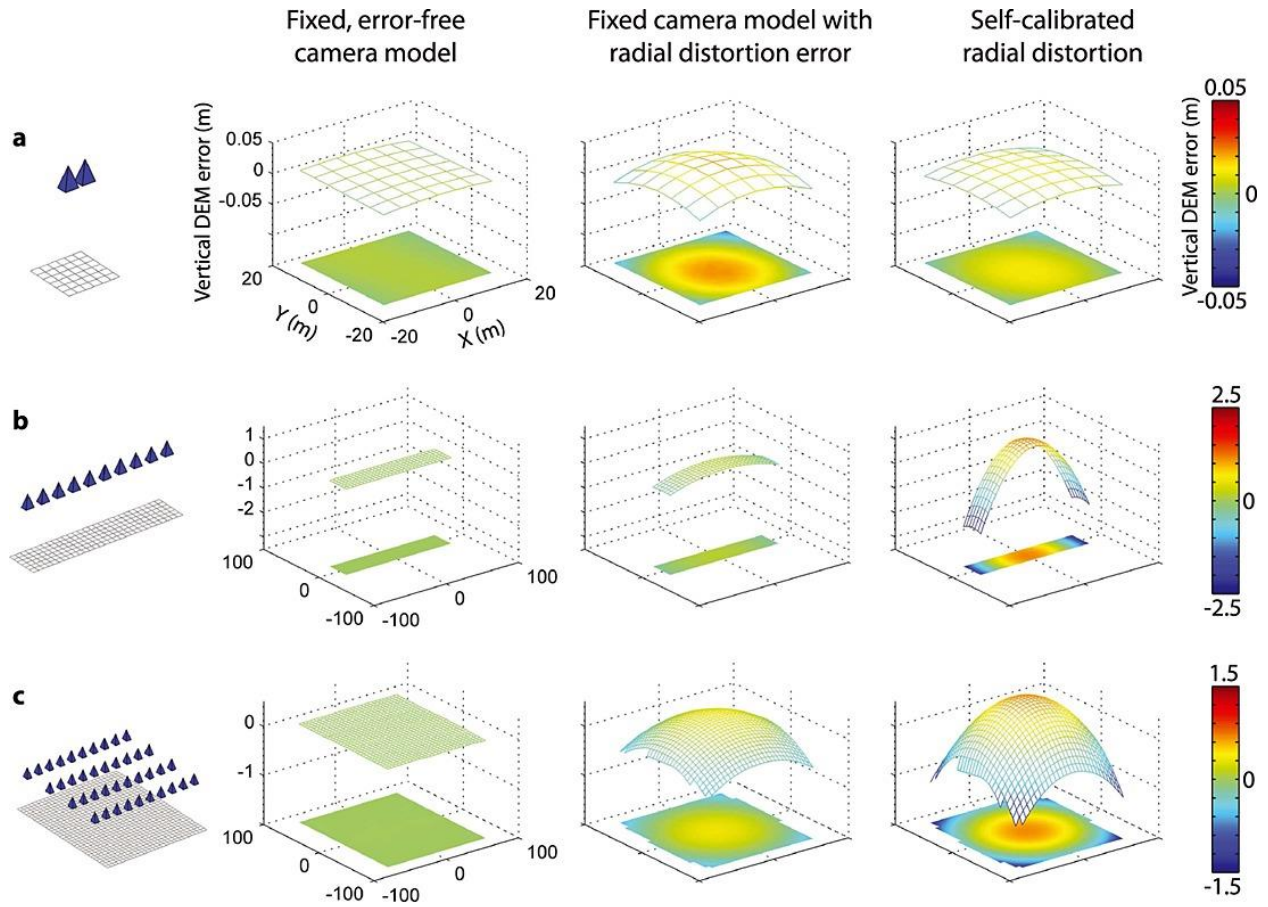 Fixed, error-free
camera model
Fixed camera model with
radial distortion error
Self-calibrated
radial distortion
a
Vertical DEM error (m)
0.05
0
-0.05
20
0
-20
Y (m)
-20
0
20
X (m)
0.05
0
-0.05
Vertical DEM error (m)
b
1
0
-1
-2
100
0
-100
-100
0
100
2.5
0
-2.5
c
0
-1
100
0
-100
-100
0
100
1.5
0
-1.5